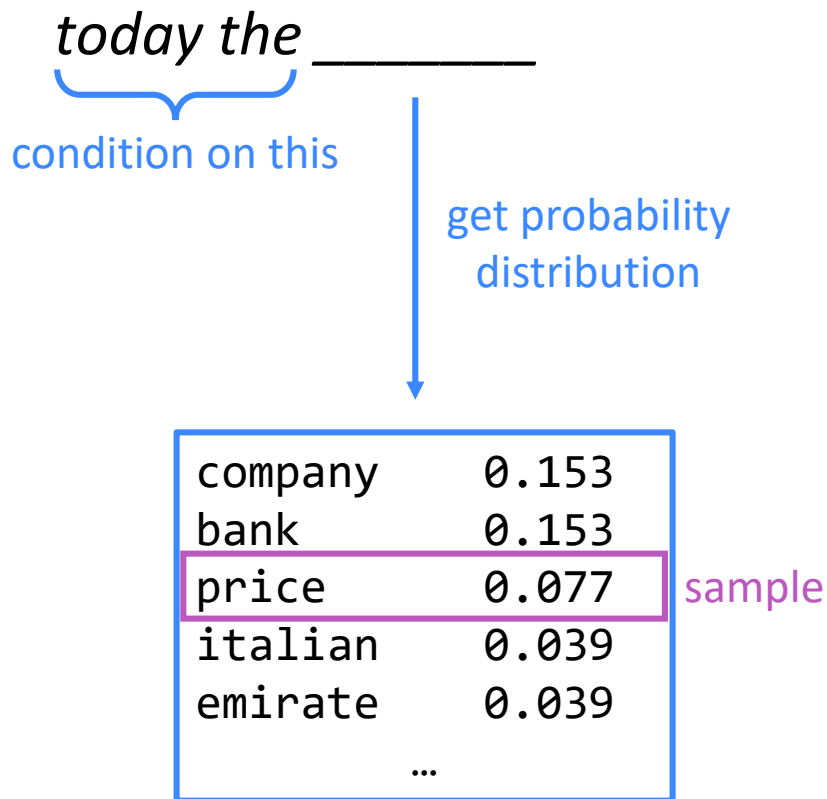 today the _______
condition on this
get probability
distribution
company 0.153
bank 0.153
price 0.077 sample
italian 0.039
emirate 0.039
…